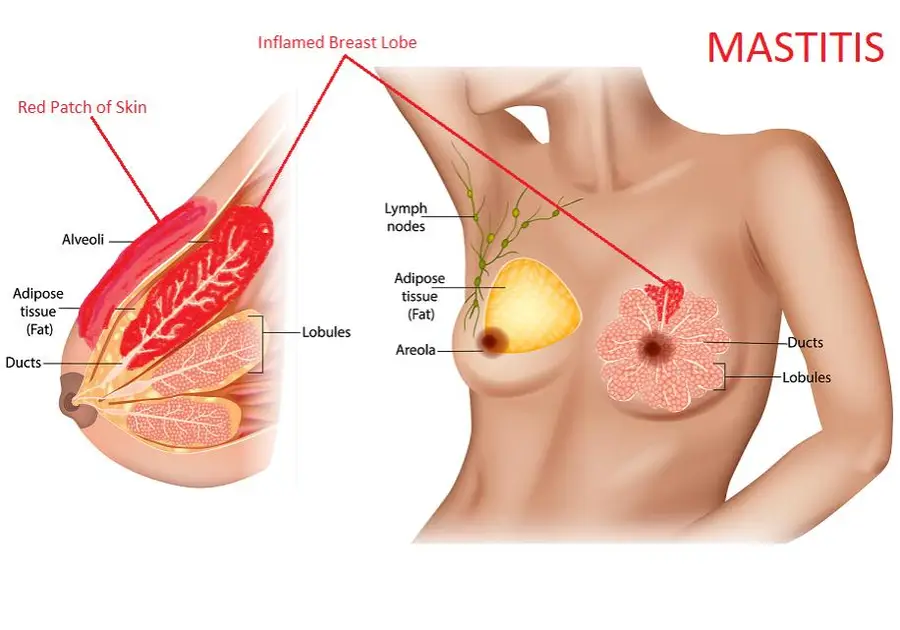 MASTITIS
Inflamed Breast Lobe
Red Patch of Skin
Alveoli
Adipose
tissue
(Fat)
Ducts
Lobules
Lymph
nodes
Adipose
tissue
(Fat)
Areola
Ducts
Lobules